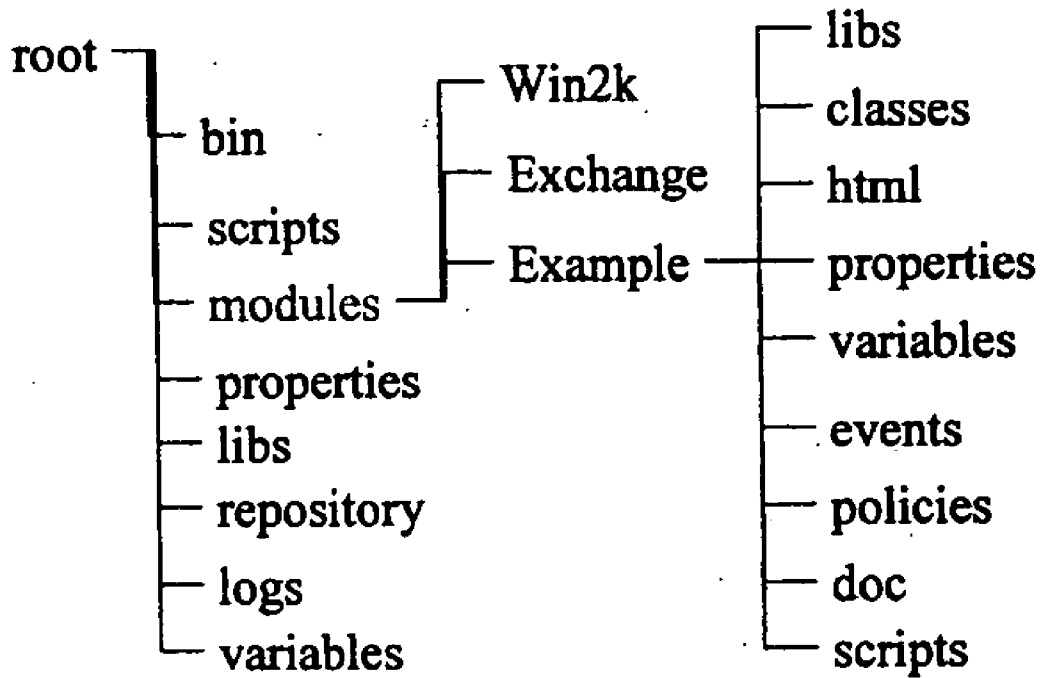 root
bin
scripts
modules
properties
libs
repository
logs
variables
Win2k
Exchange
Example
libs
classes
html
properties
variables
events
policies
doc
scripts